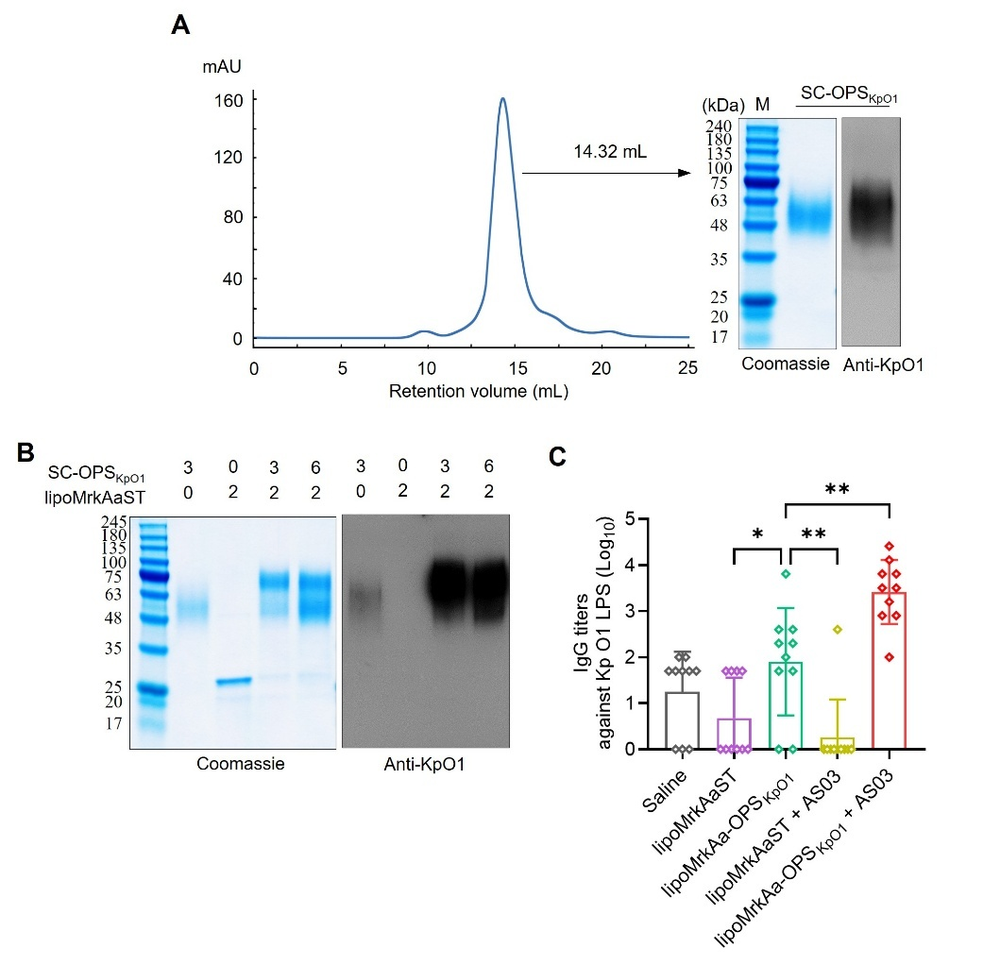 A
mAU
160
120
80
40
0
0 5 10 15 20 25
Retention volume (mL)
14.32 mL
SC-OPSKpO1
(kDa) M
240
180
135
100
75
63
48
35
25
20
17
Coomassie Anti-KpO1
B
SC-OPSKpO1 3 0 3 6 3 0 3 6
lipoMrkAaST 0 2 2 2 0 2 2 2
245
180
135
100
75
63
48
35
25
20
17
Coomassie Anti-KpO1
C
IgG titers
against Kp O1 LPS (Log10)
5
4
3
2
1
0
**
* **
Saline
lipoMrkAaST
lipoMrkAa-OPSKpO1
lipoMrkAaST + AS03
lipoMrkAa-OPSKpO1 + AS03